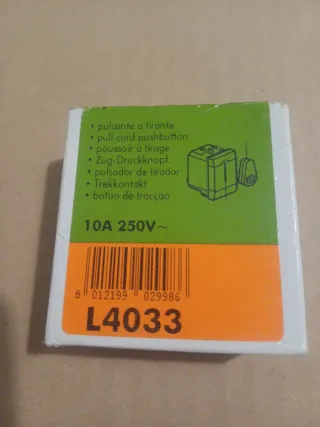 • pulsante a tirante
• pull cord pushbutton
• poussoir à tirage
• Zug-Druckknopf
• pulsador de tirador
• Trekkontakt
• botão de tracção
10A 250V~
8 012199 029986
L4033